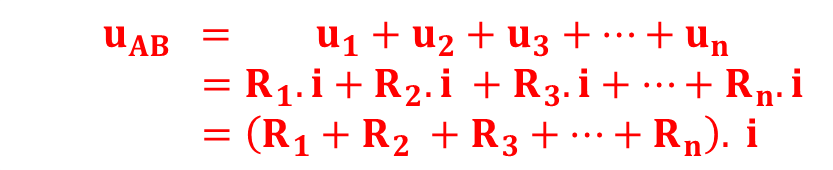 u_AB = u_1 + u_2 + u_3 + ⋯ + u_n
= R_1. i + R_2. i + R_3. i + ⋯ + R_n. i
= (R_1 + R_2 + R_3 + ⋯ + R_n). i